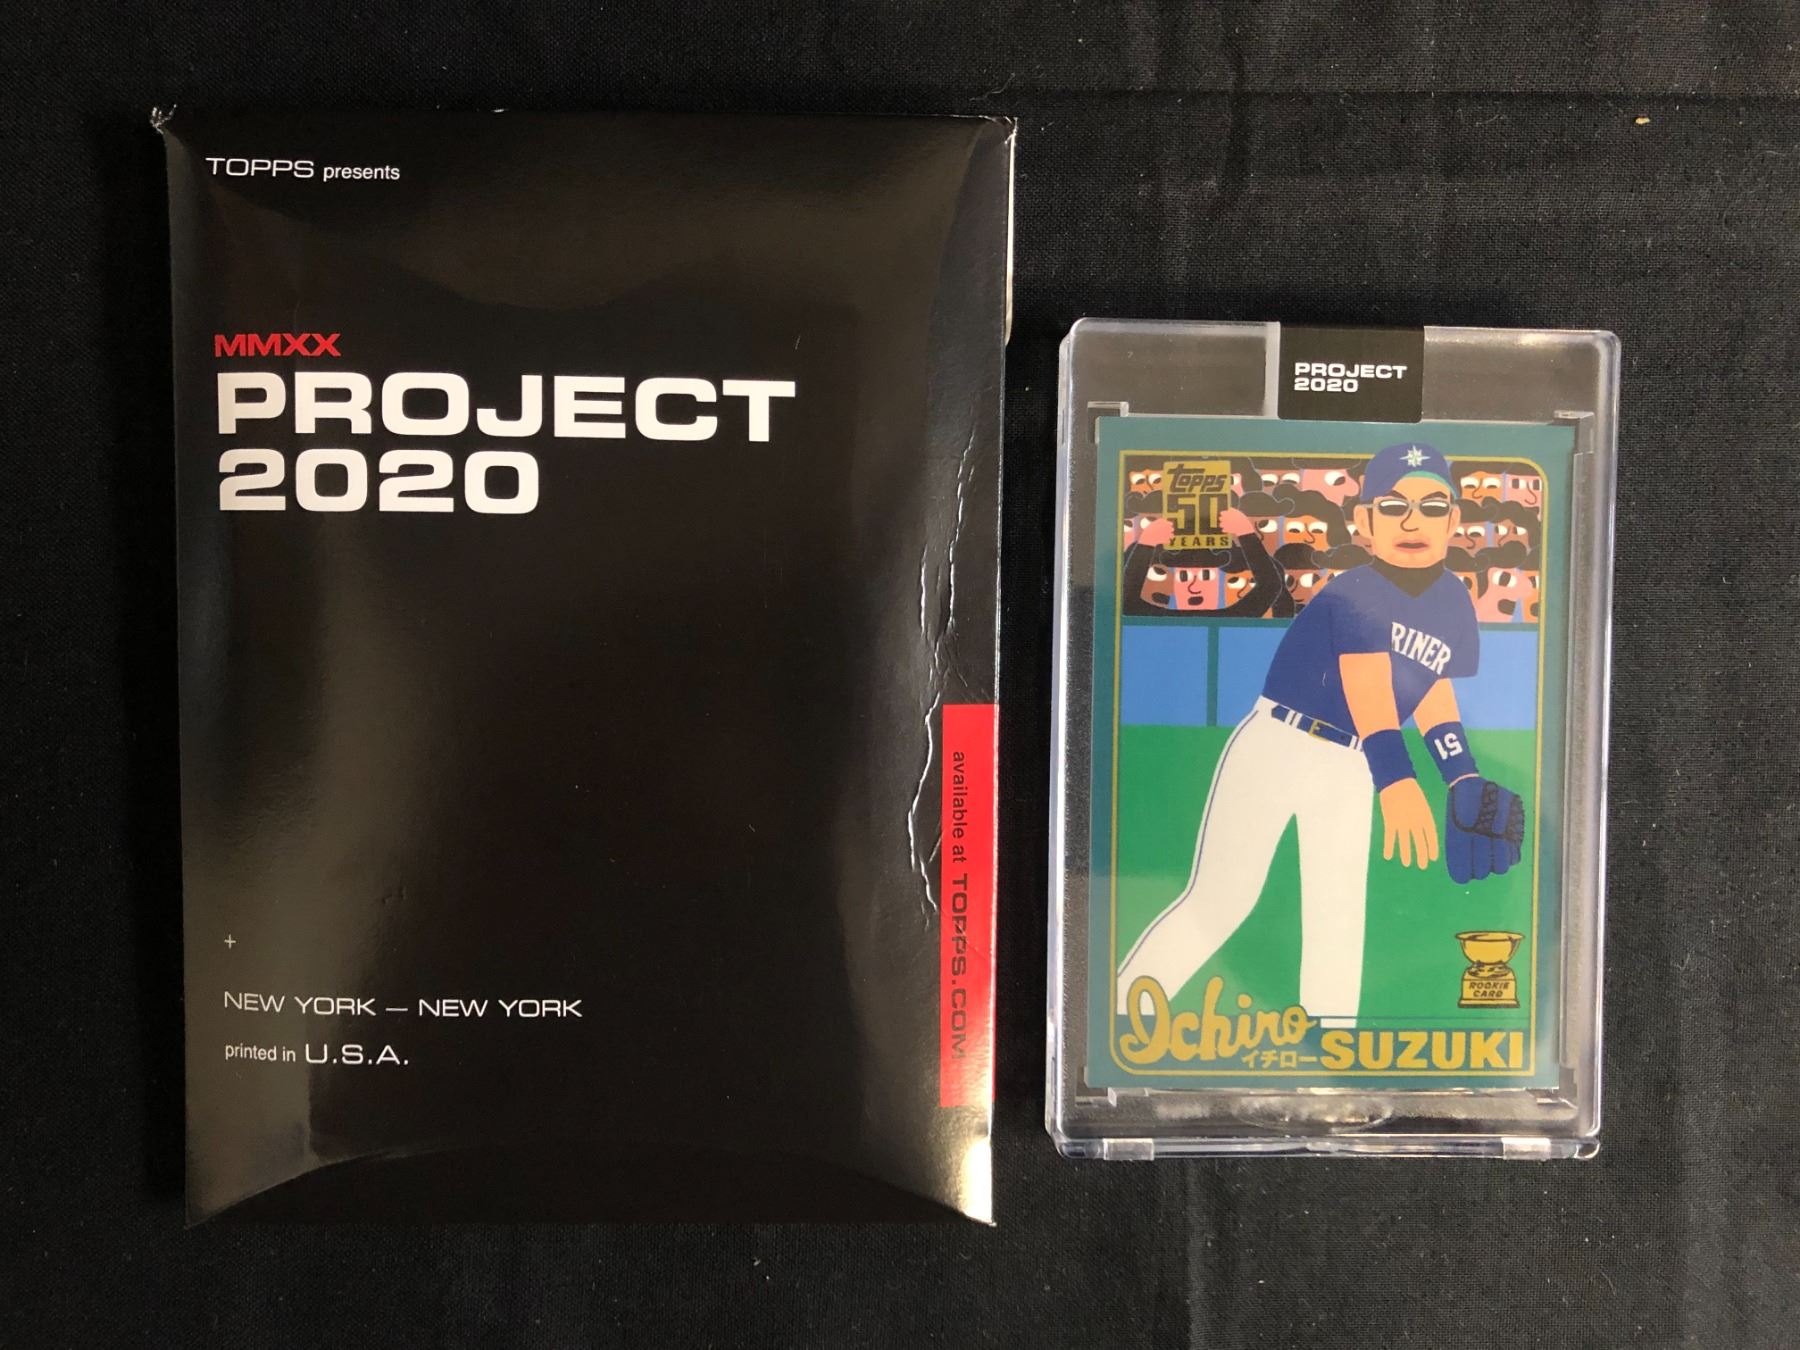 TOPPS presents
MMXX
PROJECT
2020
available at TOPPS.COM
+
NEW YORK — NEW YORK
printed in U.S.A.
PROJECT
2020
Topps
50
YEARS
RINER
51
ROOKIE
CARD
Ichiro
イチロー SUZUKI